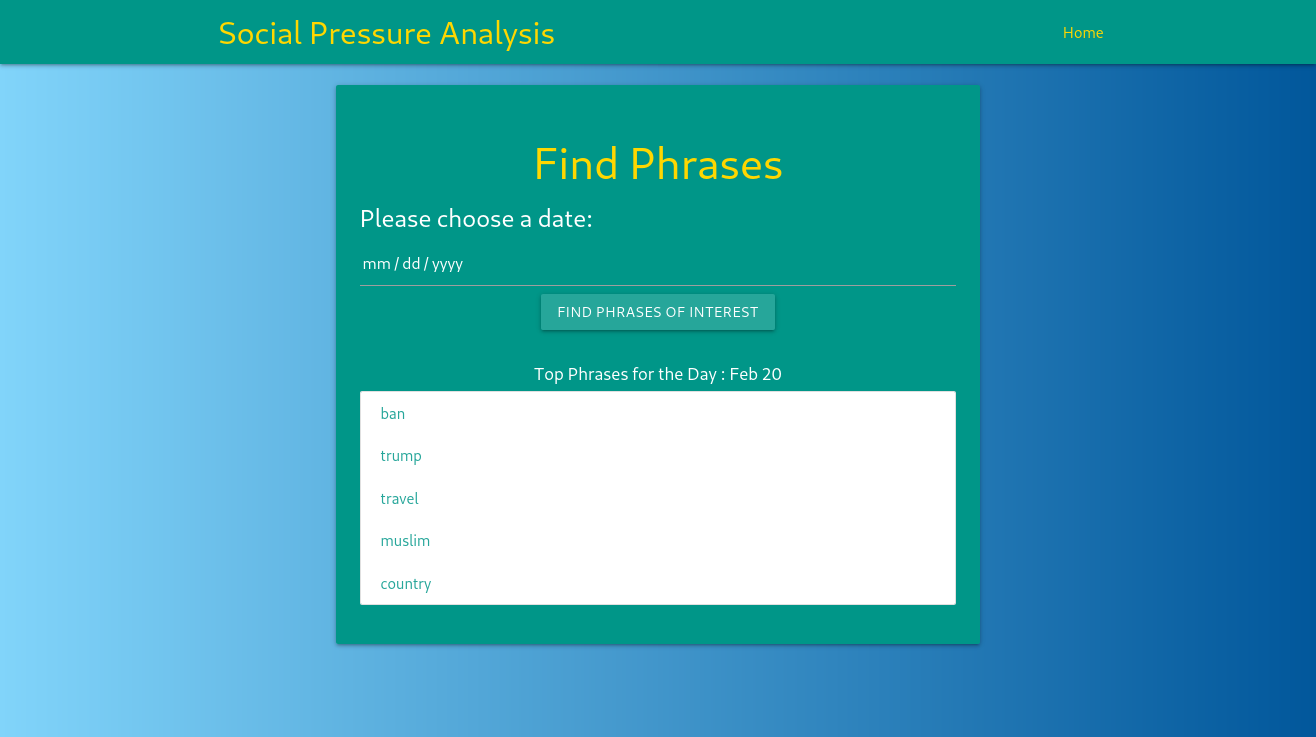 Social Pressure Analysis
Home
Find Phrases
Please choose a date:
mm / dd / yyyy
FIND PHRASES OF INTEREST
Top Phrases for the Day : Feb 20
ban
trump
travel
muslim
country